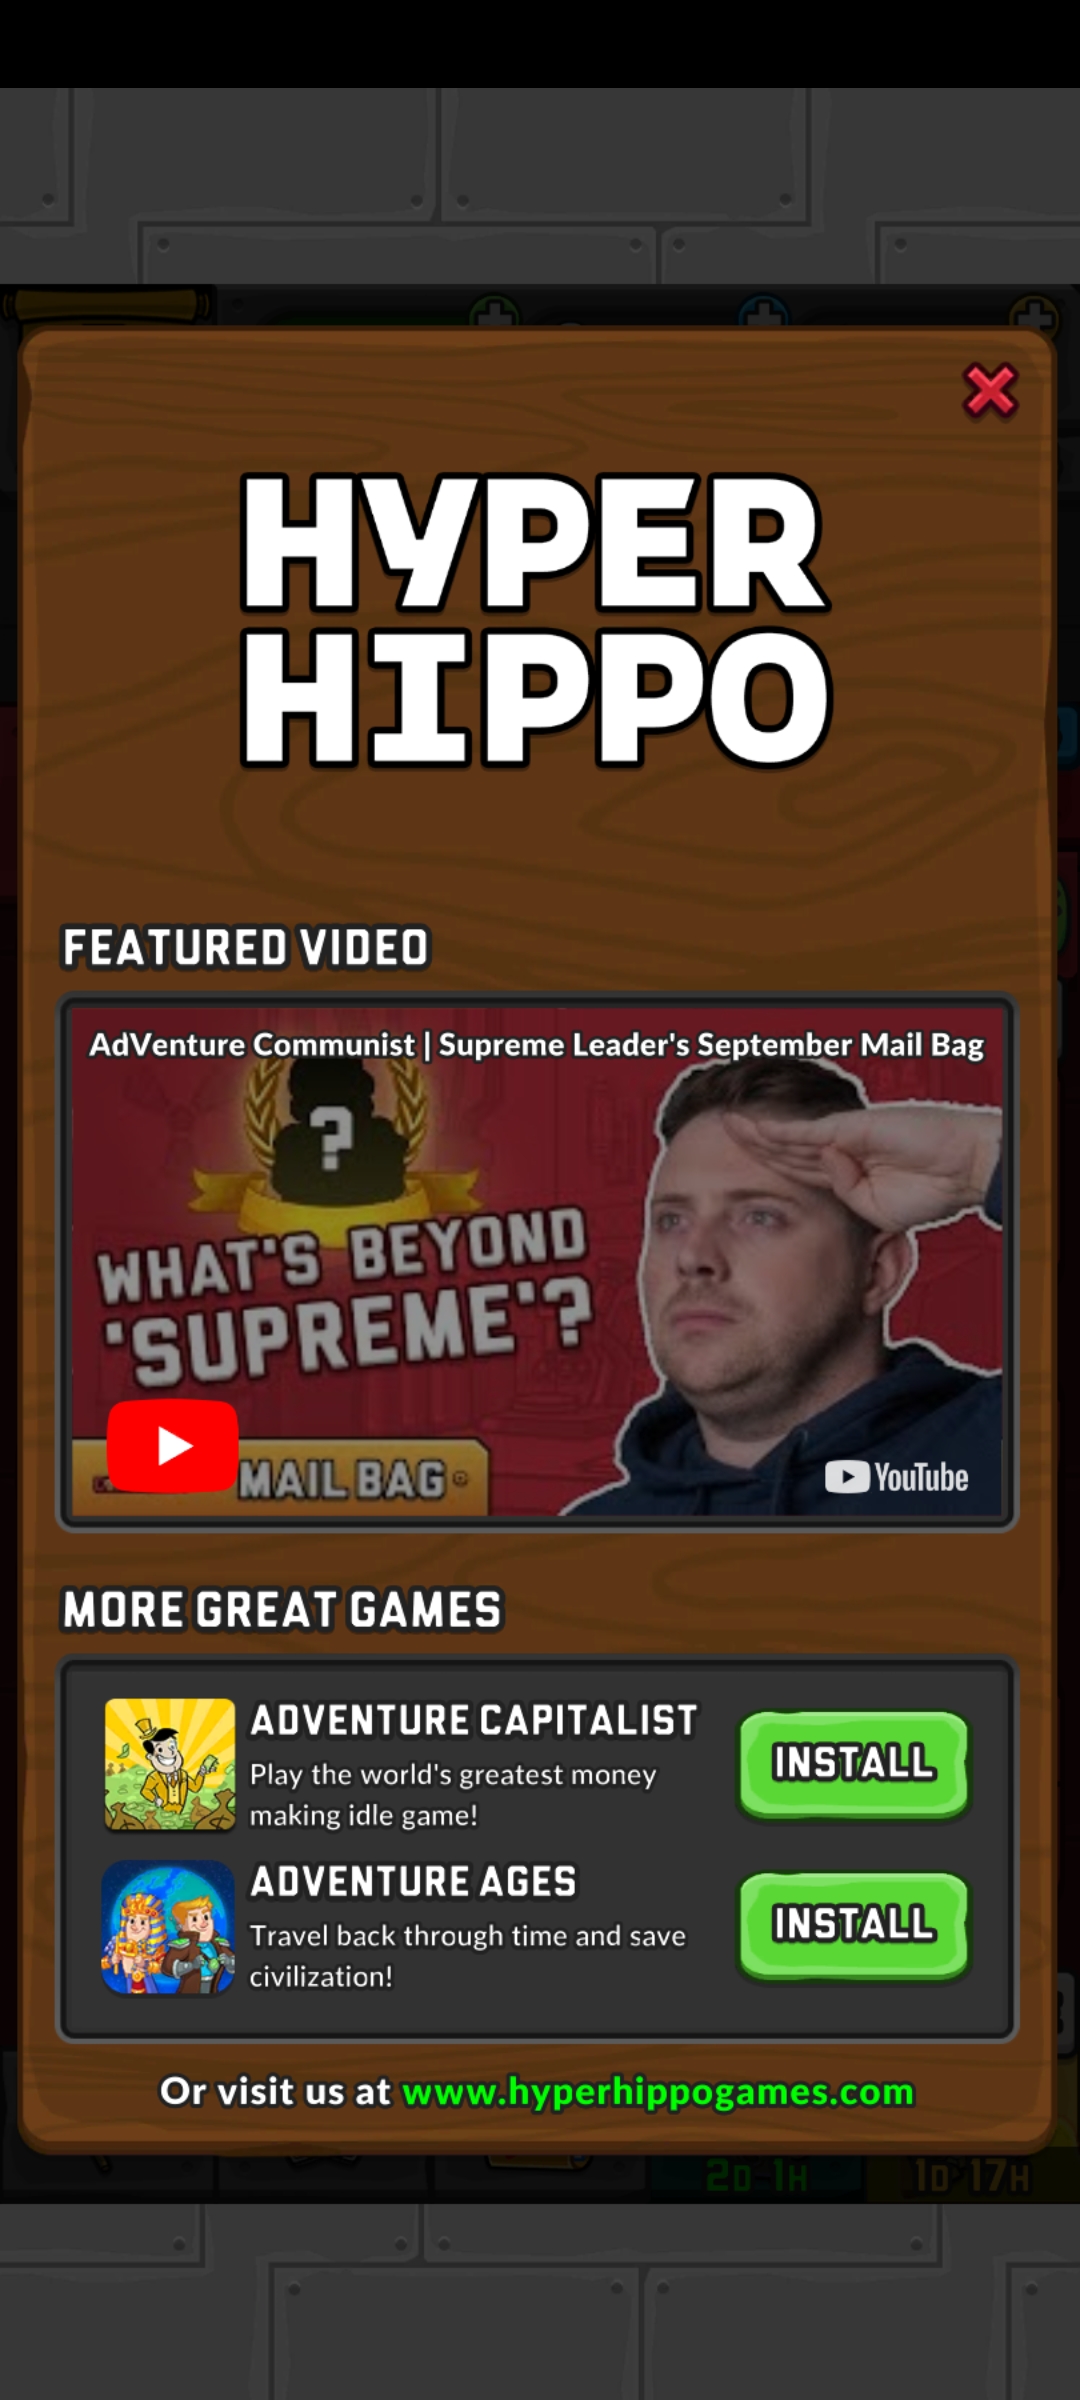 HYPER
HIPPO
FEATURED VIDEO
AdVenture Communist | Supreme Leader's September Mail Bag
?
WHAT'S BEYOND
'SUPREME'?
MAIL BAG
YouTube
MORE GREAT GAMES
ADVENTURE CAPITALIST
Play the world's greatest money
making idle game!
INSTALL
ADVENTURE AGES
Travel back through time and save
civilization!
INSTALL
Or visit us at www.hyperhippogames.com
2D 1H
1D 17H